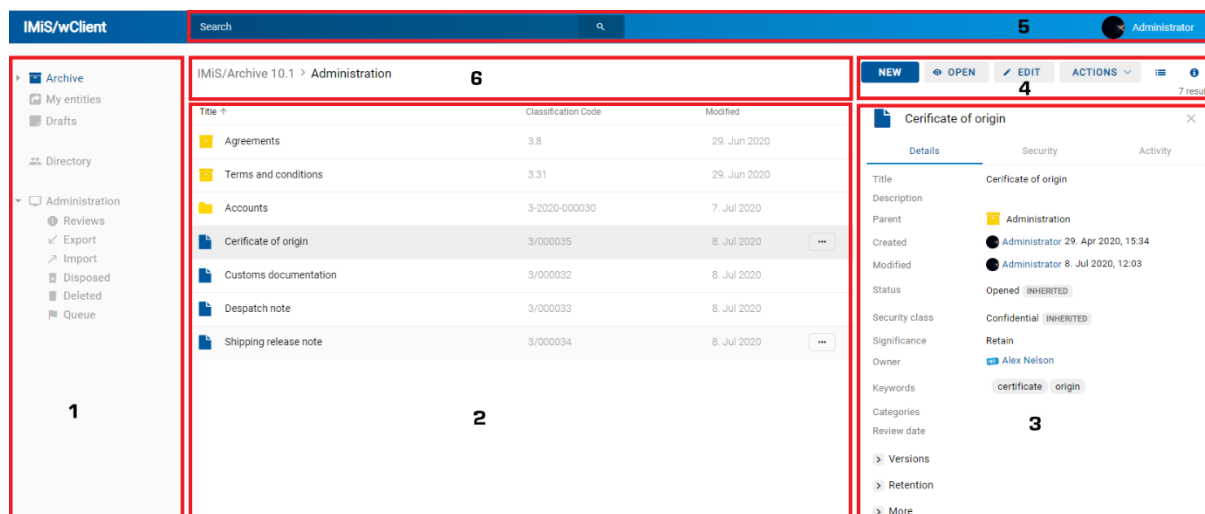 IMiS/wClient
Search
5
Administrator
Archive
My entities
Drafts
Directory
Administration
Reviews
Export
Import
Disposed
Deleted
Queue
1
IMiS/Archive 10.1 > Administration
6
Title ↑ Classification Code Modified
Agreements 3.8 29. Jun 2020
Terms and conditions 3.31 29. Jun 2020
Accounts 3-2020-000030 7. Jul 2020
Cerificate of origin 3/000035 8. Jul 2020 ...
Customs documentation 3/000032 8. Jul 2020
Despatch note 3/000033 8. Jul 2020
Shipping release note 3/000034 8. Jul 2020 ...
2
NEW OPEN EDIT ACTIONS
4
7 resul
Cerificate of origin ×
Details Security Activity
Title Cerificate of origin
Description
Parent Administration
Created Administrator 29. Apr 2020, 15:34
Modified Administrator 8. Jul 2020, 12:03
Status Opened INHERITED
Security class Confidential INHERITED
Significance Retain
Owner Alex Nelson
Keywords certificate origin
Categories
Review date
3
> Versions
> Retention
> More